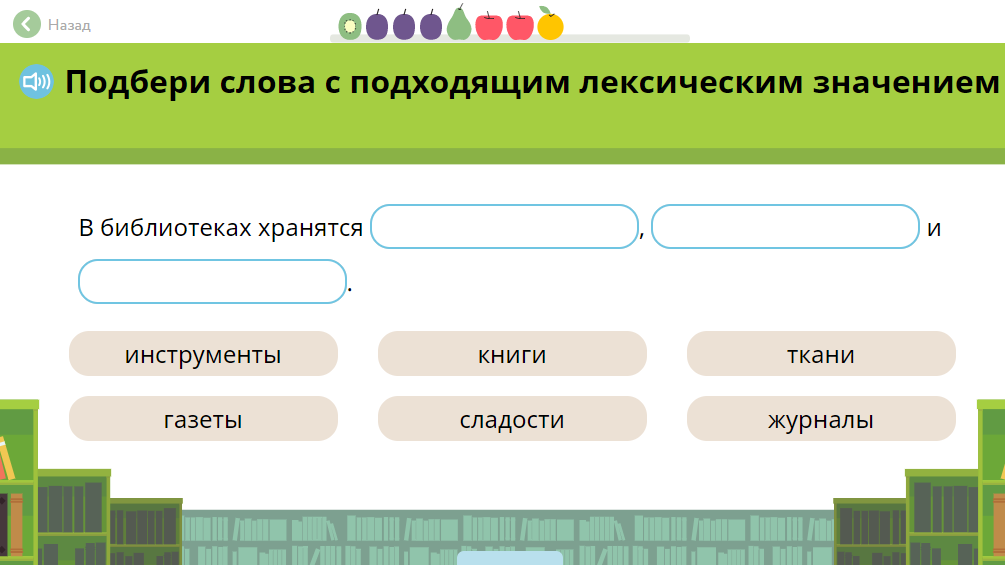 Назад
Подбери слова с подходящим лексическим значением
В библиотеках хранятся , и
.
инструменты книги ткани
газеты сладости журналы